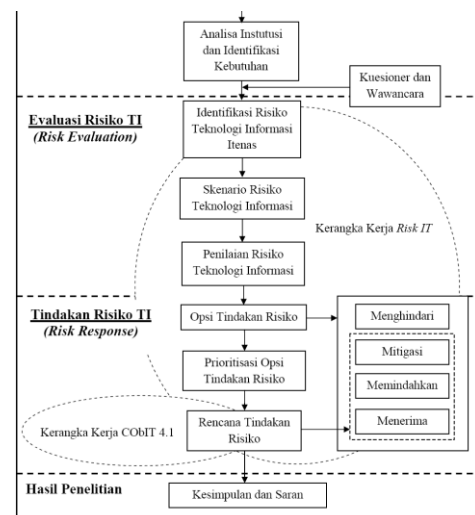 Analisa Instutusi
dan Identifikasi
Kebutuhan
Kuesioner dan
Wawancara
Evaluasi Risiko TI
(Risk Evaluation)
Identifikasi Risiko
Teknologi Informasi
Itenas
Skenario Risiko
Teknologi Informasi
Kerangka Kerja Risk IT
Penilaian Risiko
Teknologi Informasi
Tindakan Risiko TI
(Risk Response)
Opsi Tindakan Risiko
Menghindari
Mitigasi
Memindahkan
Menerima
Prioritisasi Opsi
Tindakan Risiko
Kerangka Kerja CObIT 4.1
Rencana Tindakan
Risiko
Hasil Penelitian
Kesimpulan dan Saran